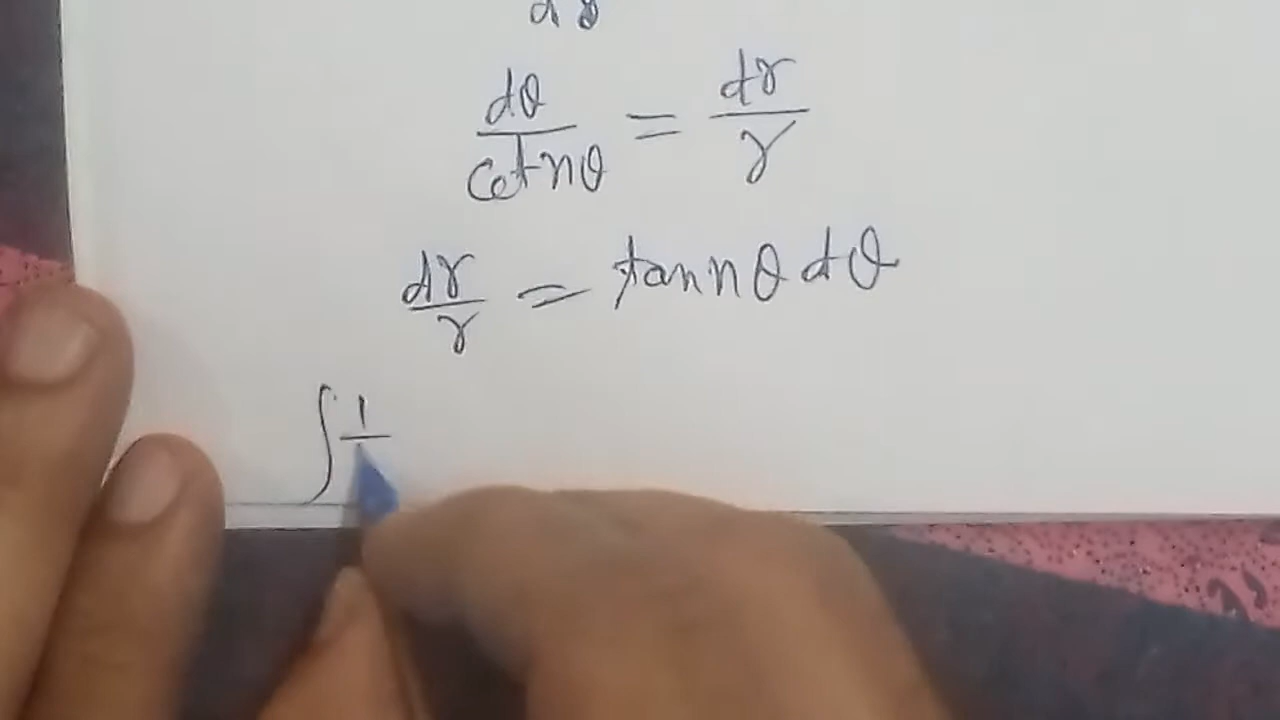 dθ/cot nθ = dr/r
dr/r = tan nθ dθ
∫ 1/